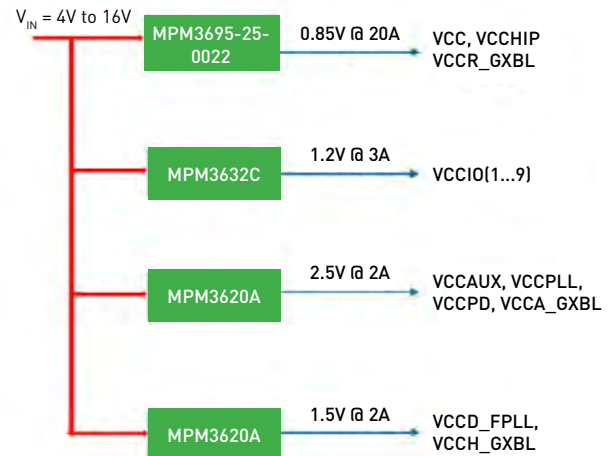 V_IN = 4V to 16V
MPM3695-25-
0022
0.85V @ 20A
VCC, VCCHIP
VCCR_GXBL
MPM3632C
1.2V @ 3A
VCCIO(1...9)
MPM3620A
2.5V @ 2A
VCCAUX, VCCPLL,
VCCPD, VCCA_GXBL
MPM3620A
1.5V @ 2A
VCCD_FPLL,
VCCH_GXBL